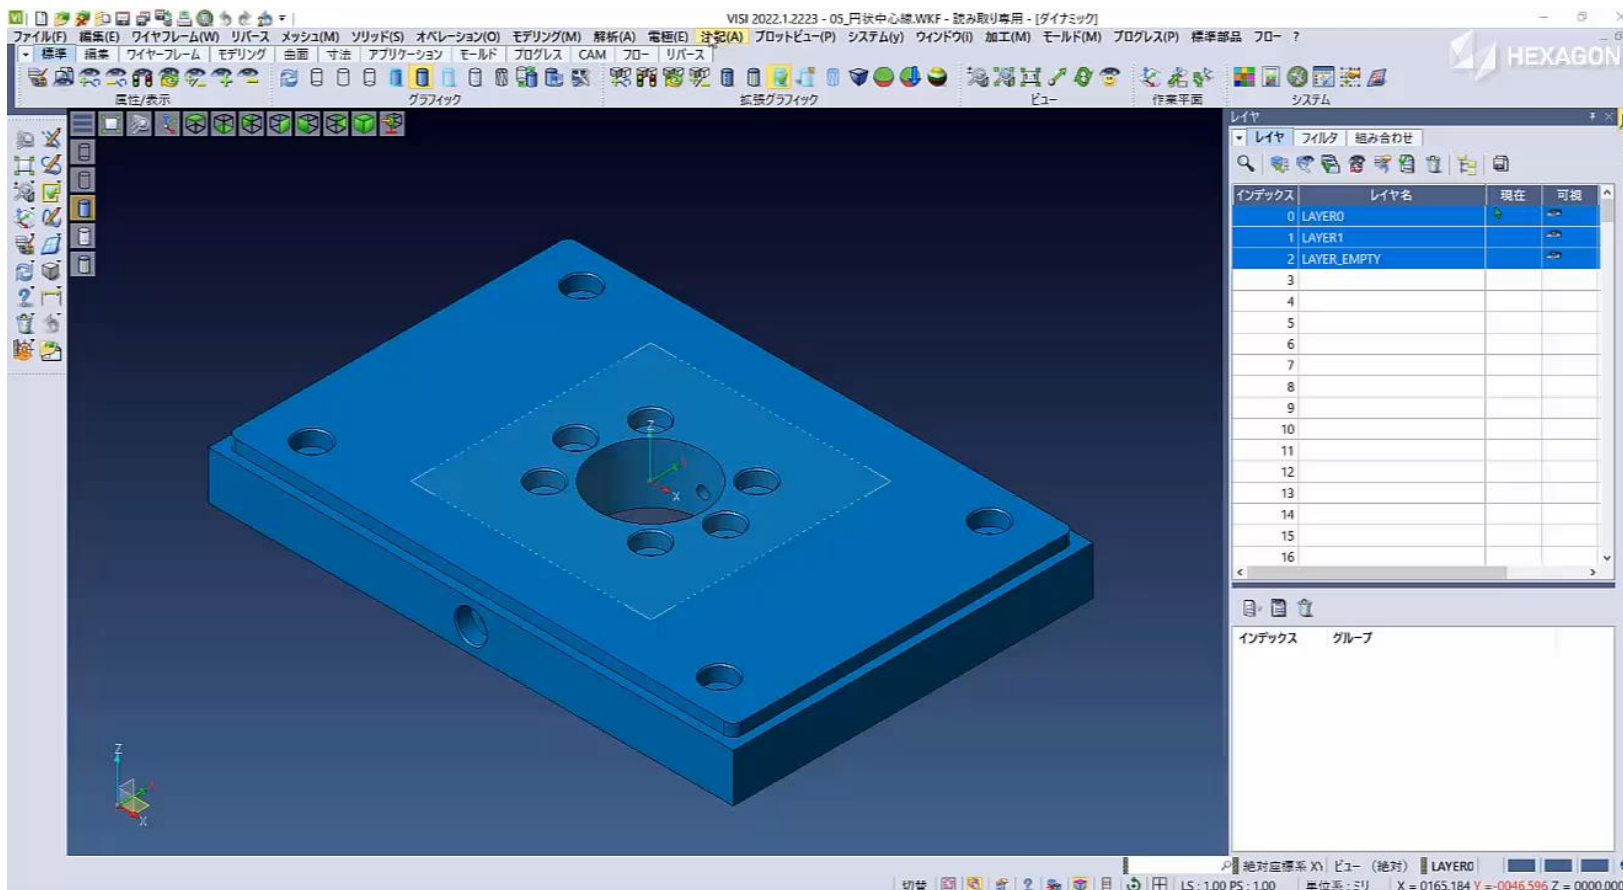 VISI 2022.1.2223 - 05_円状中心線.WKF - 読み取り専用 - [ダイナミック]
ファイル(F) 編集(E) ワイヤフレーム(W) リバース メッシュ(M) ソリッド(S) オペレーション(O) モデリング(M) 解析(A) 電極(E) 注記(A) プロットビュー(P) システム(y) ウインドウ(i) 加工(M) モールド(M) プログレス(P) 標準部品 フロー ?
標準 編集 ワイヤーフレーム モデリング 曲面 寸法 アプリケーション モールド プログレス CAM フロー リバース
HEXAGON
属性/表示 グラフィック 拡張グラフィック ビュー 作業平面 システム
レイヤ
レイヤ フィルタ 組み合わせ
インデックス レイヤ名 現在 可視
0 LAYER0
1 LAYER1
2 LAYER_EMPTY
3
4
5
6
7
8
9
10
11
12
13
14
15
16
Z
X
Z
X
インデックス グループ
絶対座標系 ビュー (絶対) LAYER0
切替 LS: 1.00 PS: 1.00 単位系: ミリ X = 0165.184 Y =-0046.596 Z = 0000.00